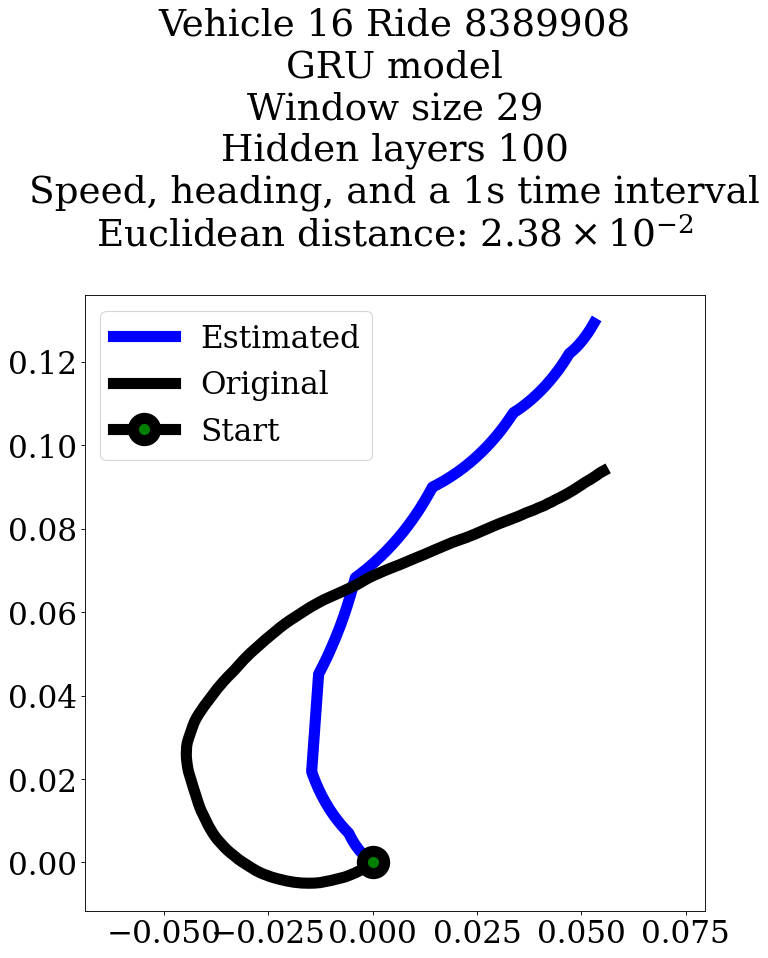 Vehicle 16 Ride 8389908
GRU model
Window size 29
Hidden layers 100
Speed, heading, and a 1s time interval
Euclidean distance: 2.38 × 10⁻²
Estimated
Original
Start
0.12
0.10
0.08
0.06
0.04
0.02
0.00
−0.050 −0.025 0.000 0.025 0.050 0.075